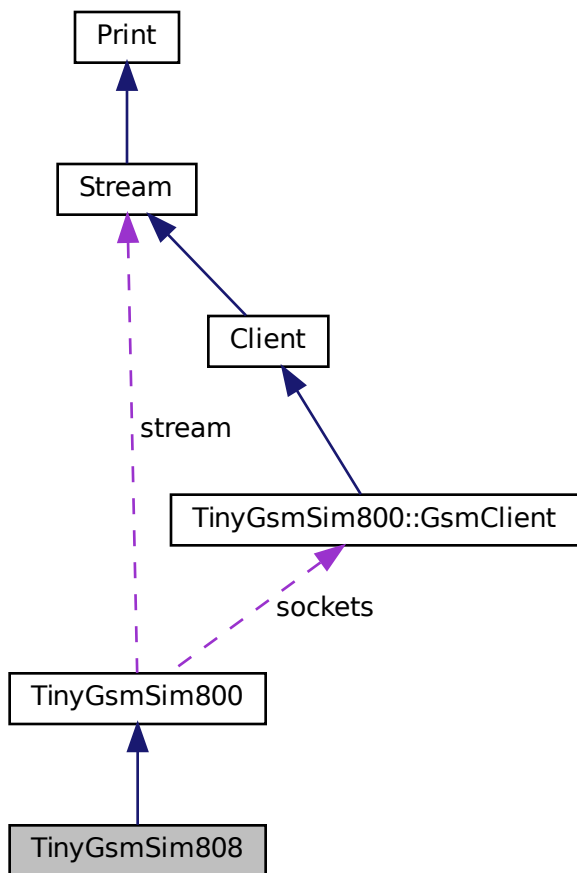 Print
Stream
Client
stream
TinyGsmSim800::GsmClient
sockets
TinyGsmSim800
TinyGsmSim808